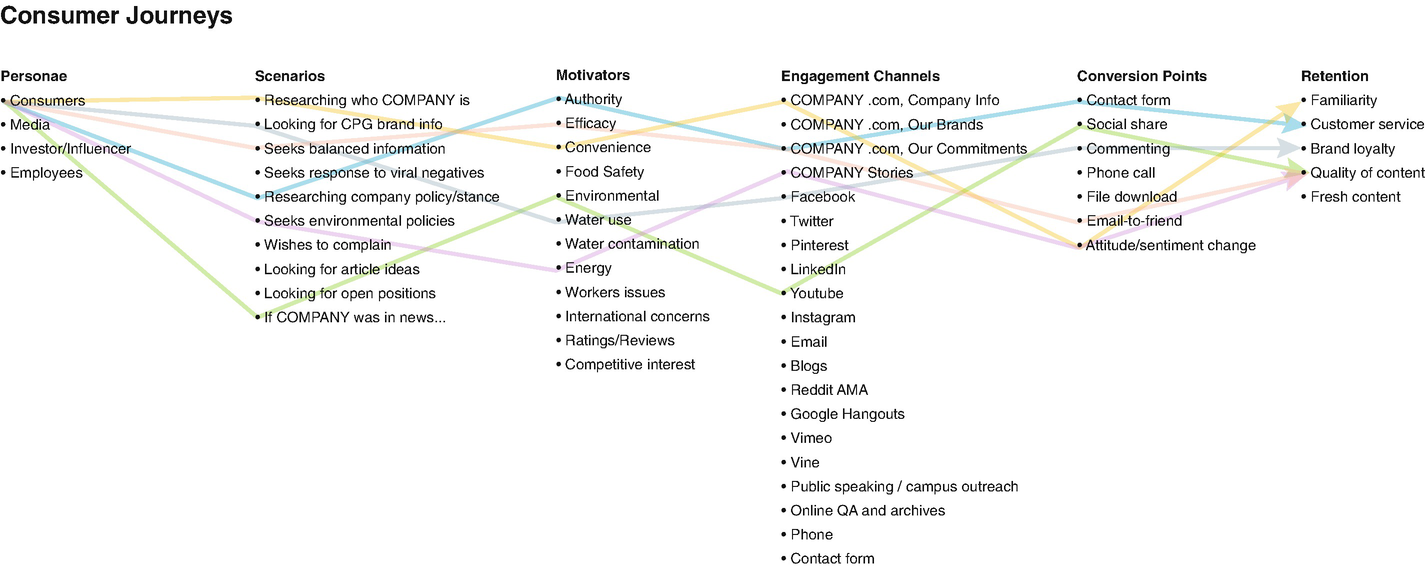 Consumer Journeys
Personae
• Consumers
• Media
• Investor/Influencer
• Employees
Scenarios
• Researching who COMPANY is
• Looking for CPG brand info
• Seeks balanced information
• Seeks response to viral negatives
• Researching company policy/stance
• Seeks environmental policies
• Wishes to complain
• Looking for article ideas
• Looking for open positions
• If COMPANY was in news...
Motivators
• Authority
• Efficacy
• Convenience
• Food Safety
• Environmental
• Water use
• Water contamination
• Energy
• Workers issues
• International concerns
• Ratings/Reviews
• Competitive interest
Engagement Channels
• COMPANY .com, Company Info
• COMPANY .com, Our Brands
• COMPANY .com, Our Commitments
• COMPANY Stories
• Facebook
• Twitter
• Pinterest
• LinkedIn
• Youtube
• Instagram
• Email
• Blogs
• Reddit AMA
• Google Hangouts
• Vimeo
• Vine
• Public speaking / campus outreach
• Online QA and archives
• Phone
• Contact form
Conversion Points
• Contact form
• Social share
• Commenting
• Phone call
• File download
• Email-to-friend
• Attitude/sentiment change
Retention
• Familiarity
• Customer service
• Brand loyalty
• Quality of content
• Fresh content